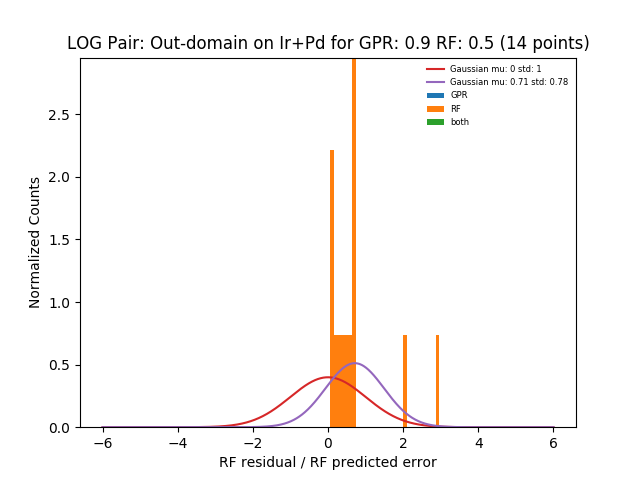 LOG Pair: Out-domain on Ir+Pd for GPR: 0.9 RF: 0.5 (14 points)
Gaussian mu: 0 std: 1
Gaussian mu: 0.71 std: 0.78
GPR
RF
both
Normalized Counts
2.5
2.0
1.5
1.0
0.5
0.0
−6 −4 −2 0 2 4 6
RF residual / RF predicted error